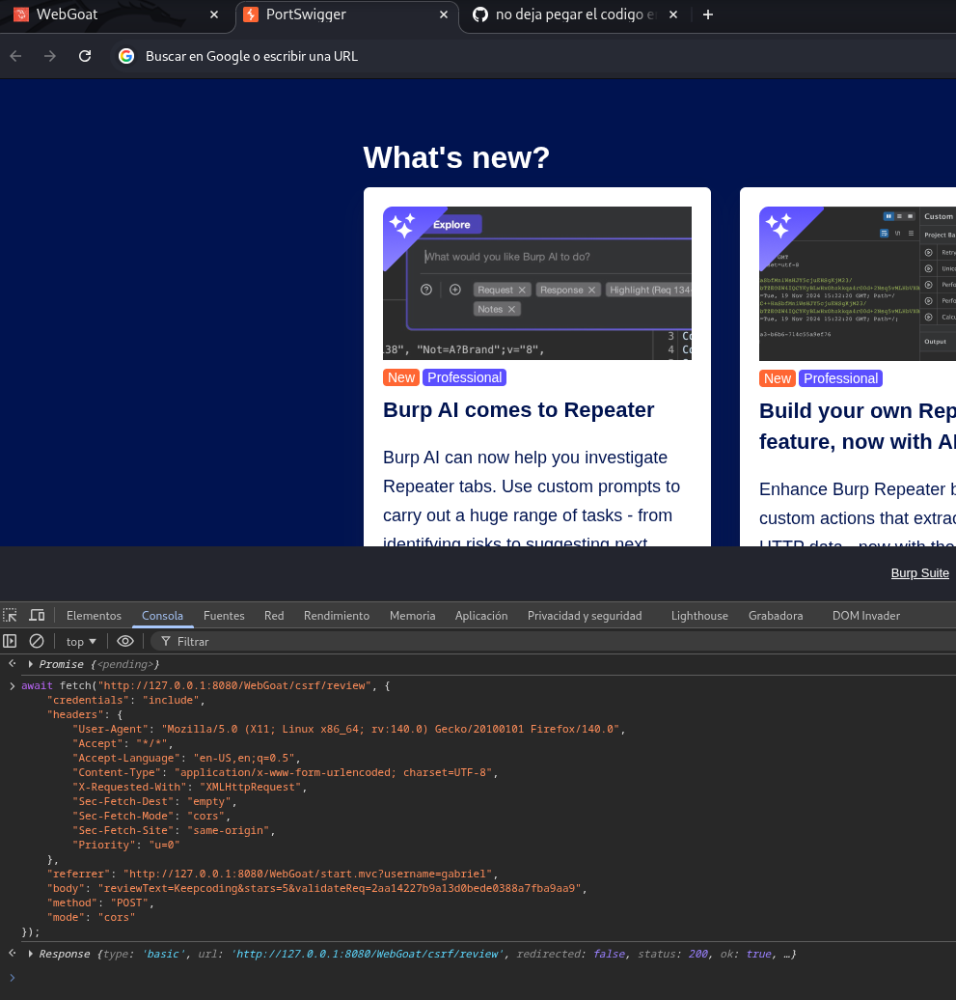 WebGoat
PortSwigger
no deja pegar el codigo e
Buscar en Google o escribir una URL
What's new?
Explore
What would you like Burp AI to do?
Request
Response
Highlight (Req 134
Notes
3
4
38", "Not=A?Brand";v="8",
New Professional
Burp AI comes to Repeater
Burp AI can now help you investigate
Repeater tabs. Use custom prompts to
carry out a huge range of tasks - from
identifying risks to suggesting next
Custom
Project Ba
Output
New Professional
Build your own Rep
feature, now with AI
Enhance Burp Repeater b
custom actions that extrac
HTTP data - now with the
Burp Suite
Elementos Consola Fuentes Red Rendimiento Memoria Aplicación Privacidad y seguridad Lighthouse Grabadora DOM Invader
top Filtrar
Promise {<pending>}
await fetch("http://127.0.0.1:8080/WebGoat/csrf/review", {
"credentials": "include",
"headers": {
"User-Agent": "Mozilla/5.0 (X11; Linux x86_64; rv:140.0) Gecko/20100101 Firefox/140.0",
"Accept": "*/*",
"Accept-Language": "en-US,en;q=0.5",
"Content-Type": "application/x-www-form-urlencoded; charset=UTF-8",
"X-Requested-With": "XMLHttpRequest",
"Sec-Fetch-Dest": "empty",
"Sec-Fetch-Mode": "cors",
"Sec-Fetch-Site": "same-origin",
"Priority": "u=0"
},
"referrer": "http://127.0.0.1:8080/WebGoat/start.mvc?username=gabriel",
"body": "reviewText=Keepcoding&stars=5&validateReq=2aa14227b9a13d0bede0388a7fba9aa9",
"method": "POST",
"mode": "cors"
});
Response {type: 'basic', url: 'http://127.0.0.1:8080/WebGoat/csrf/review', redirected: false, status: 200, ok: true, …}